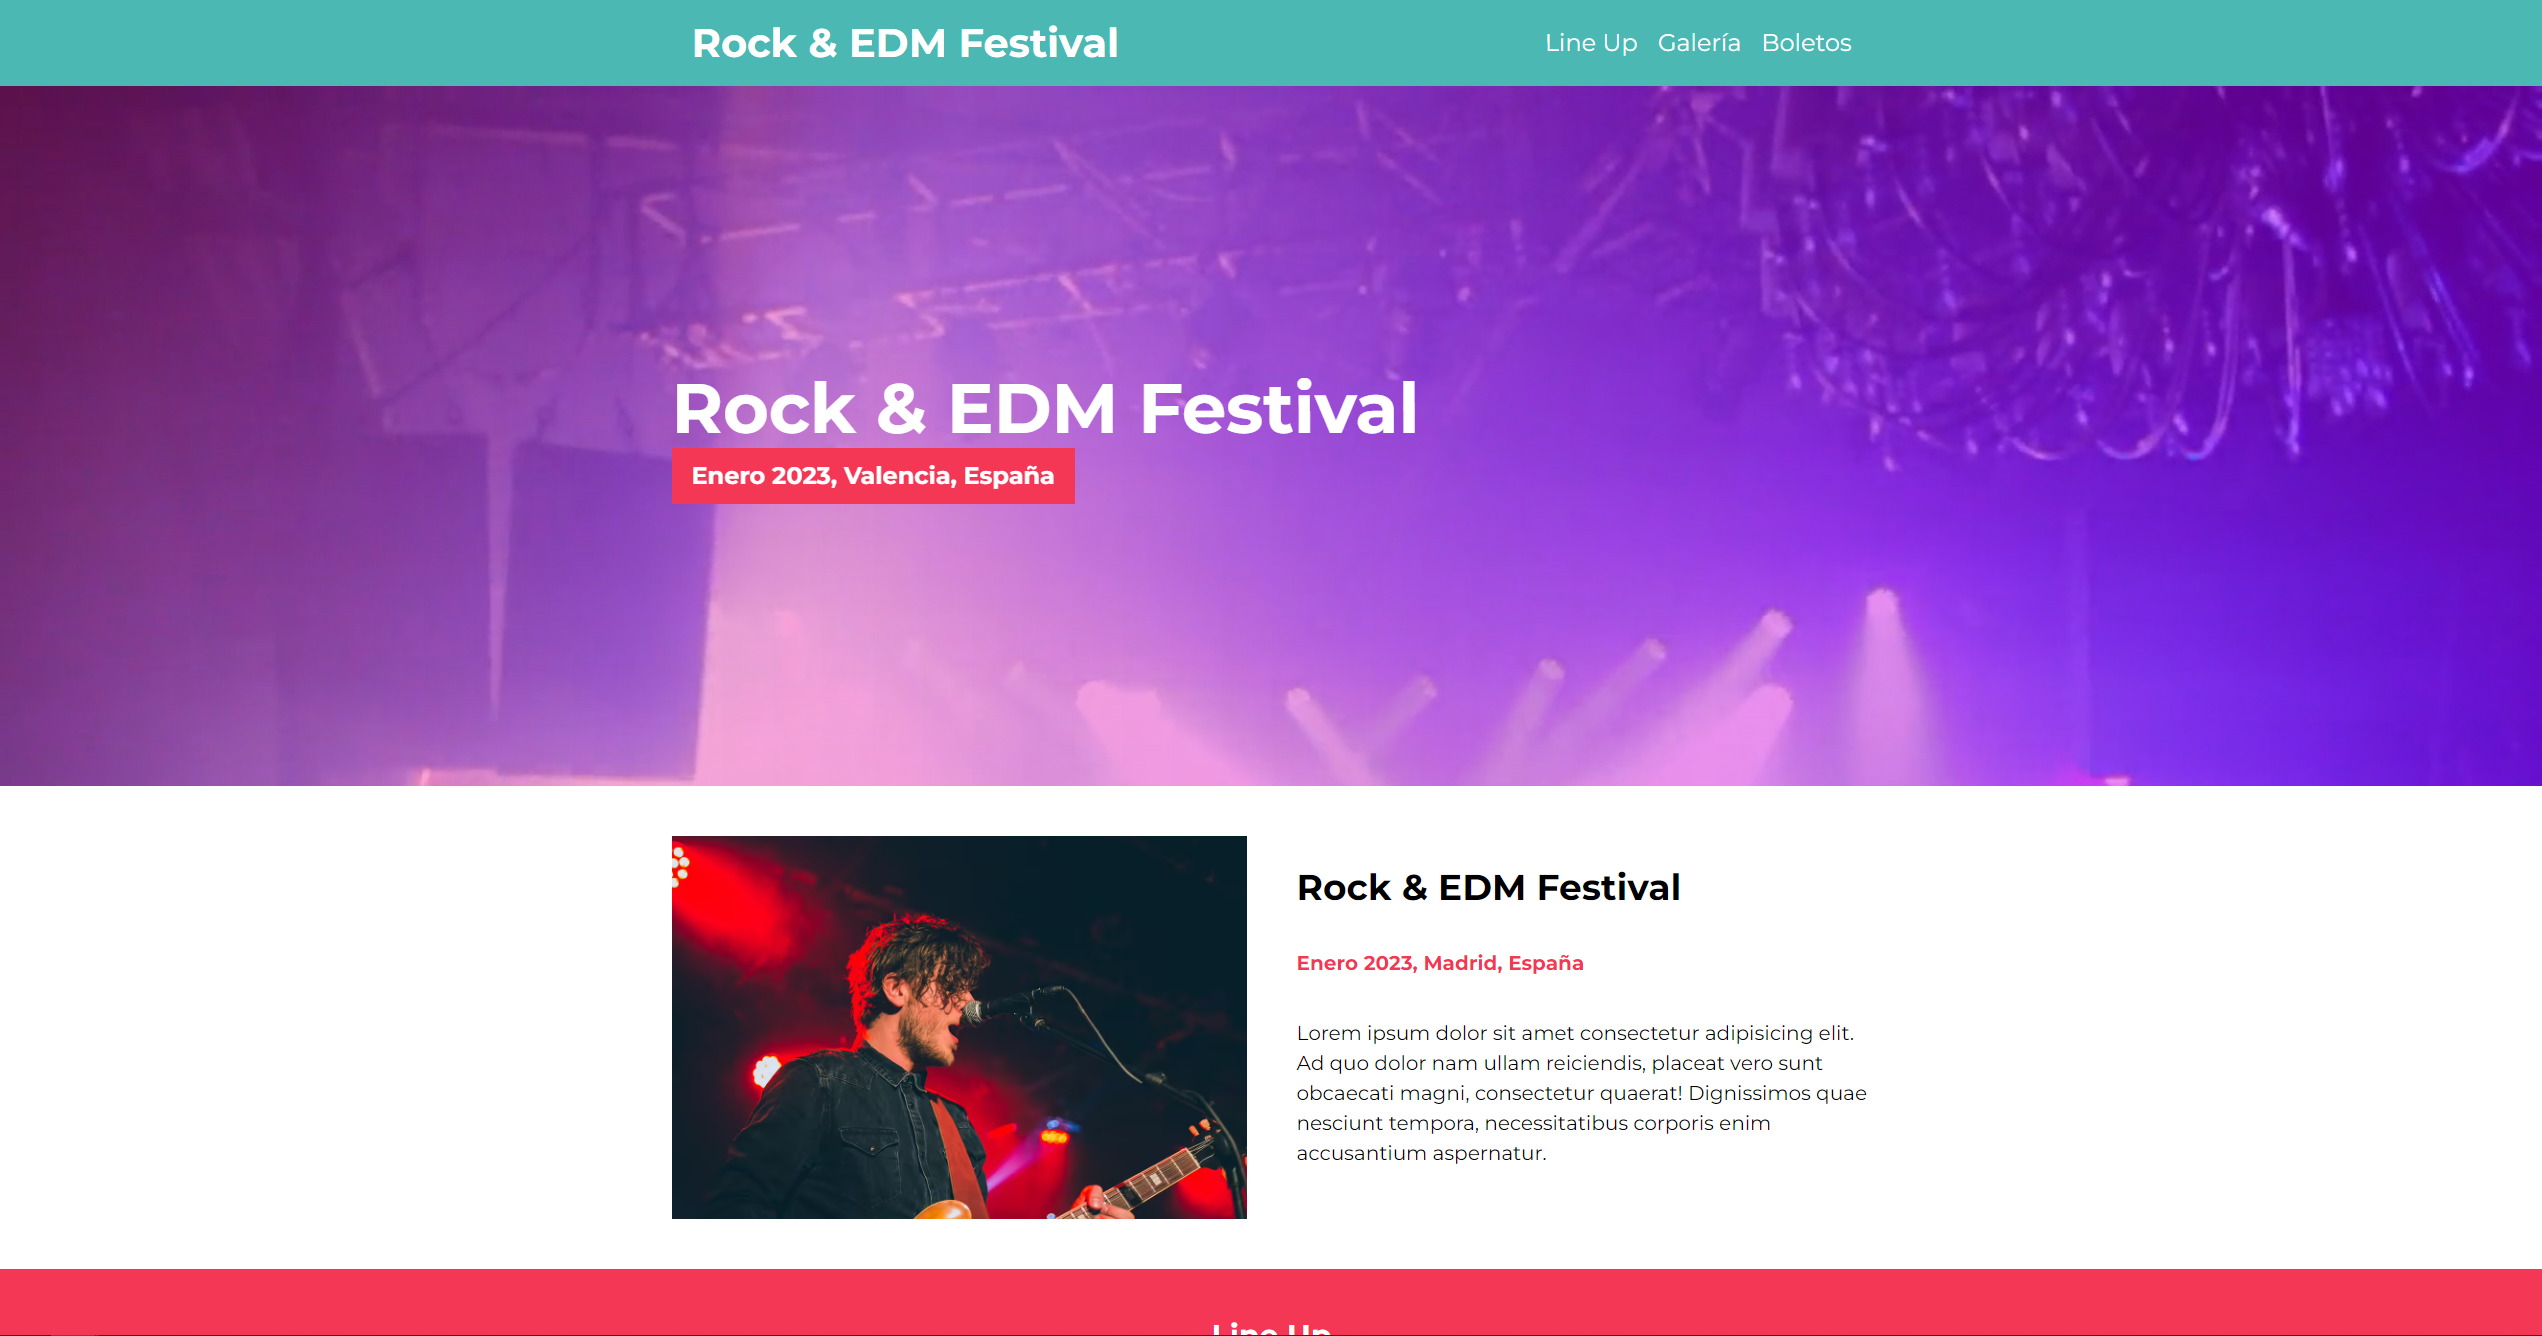 Rock & EDM Festival
Line Up Galería Boletos
Rock & EDM Festival
Enero 2023, Valencia, España
Rock & EDM Festival
Enero 2023, Madrid, España
Lorem ipsum dolor sit amet consectetur adipisicing elit.
Ad quo dolor nam ullam reiciendis, placeat vero sunt
obcaecati magni, consectetur quaerat! Dignissimos quae
nesciunt tempora, necessitatibus corporis enim
accusantium aspernatur.
Line Up